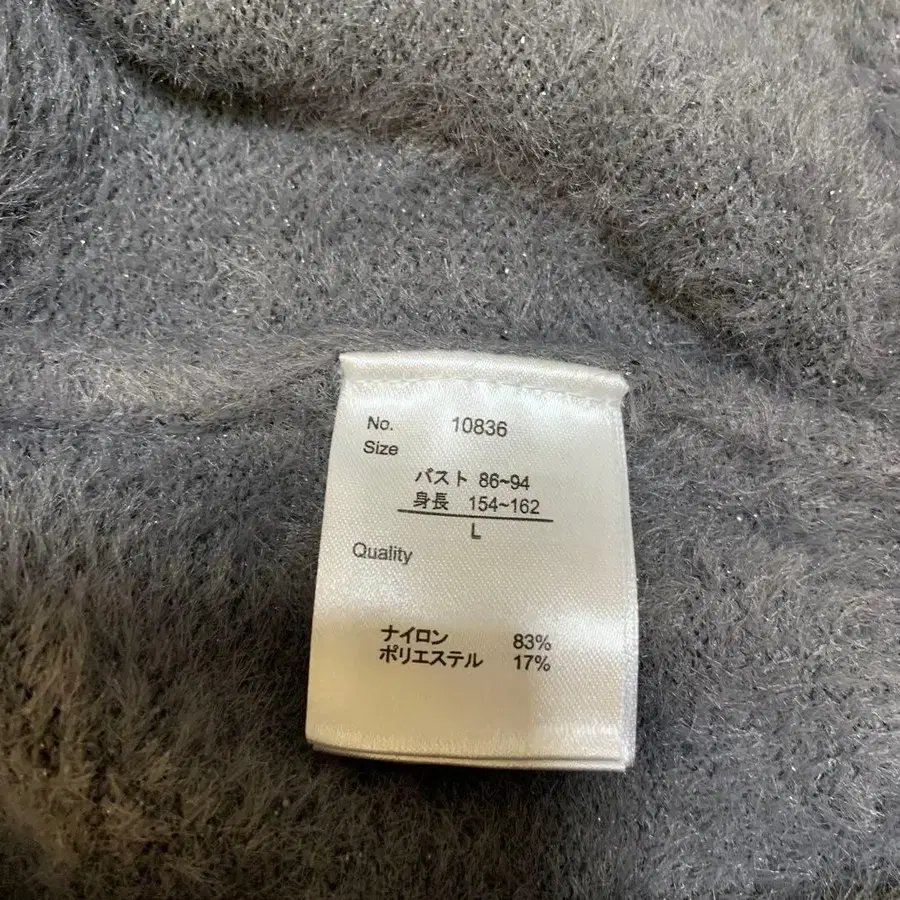 No. 10836
Size
バスト 86~94
身長 154~162
L
Quality
ナイロン 83%
ポリエステル 17%